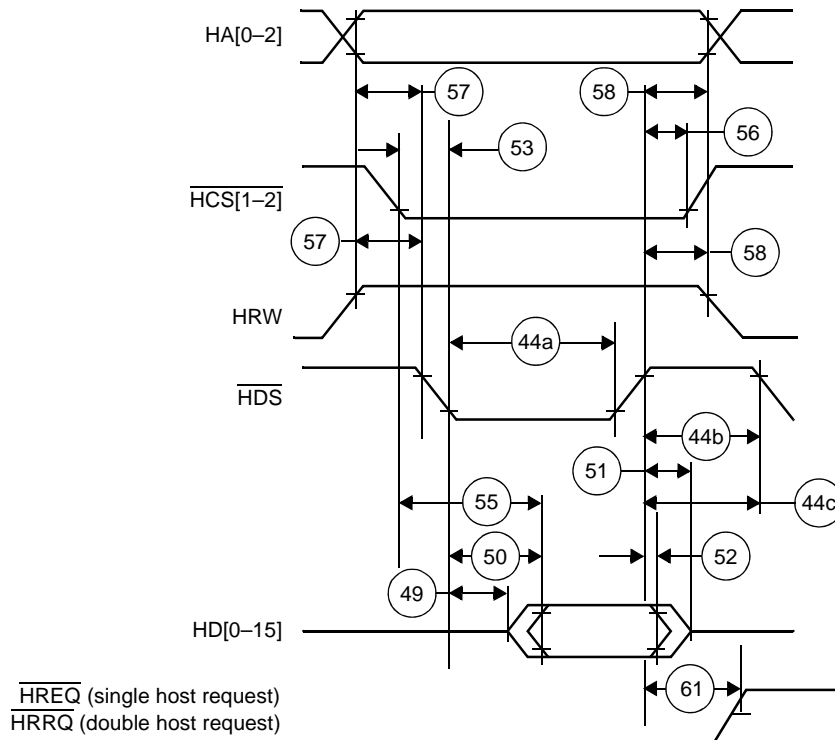 HA[0–2]
57
58
56
53
HCS[1–2]
57
58
HRW
44a
HDS
44b
51
55
44c
50
52
49
HD[0–15]
61
HREQ (single host request)
HRRQ (double host request)